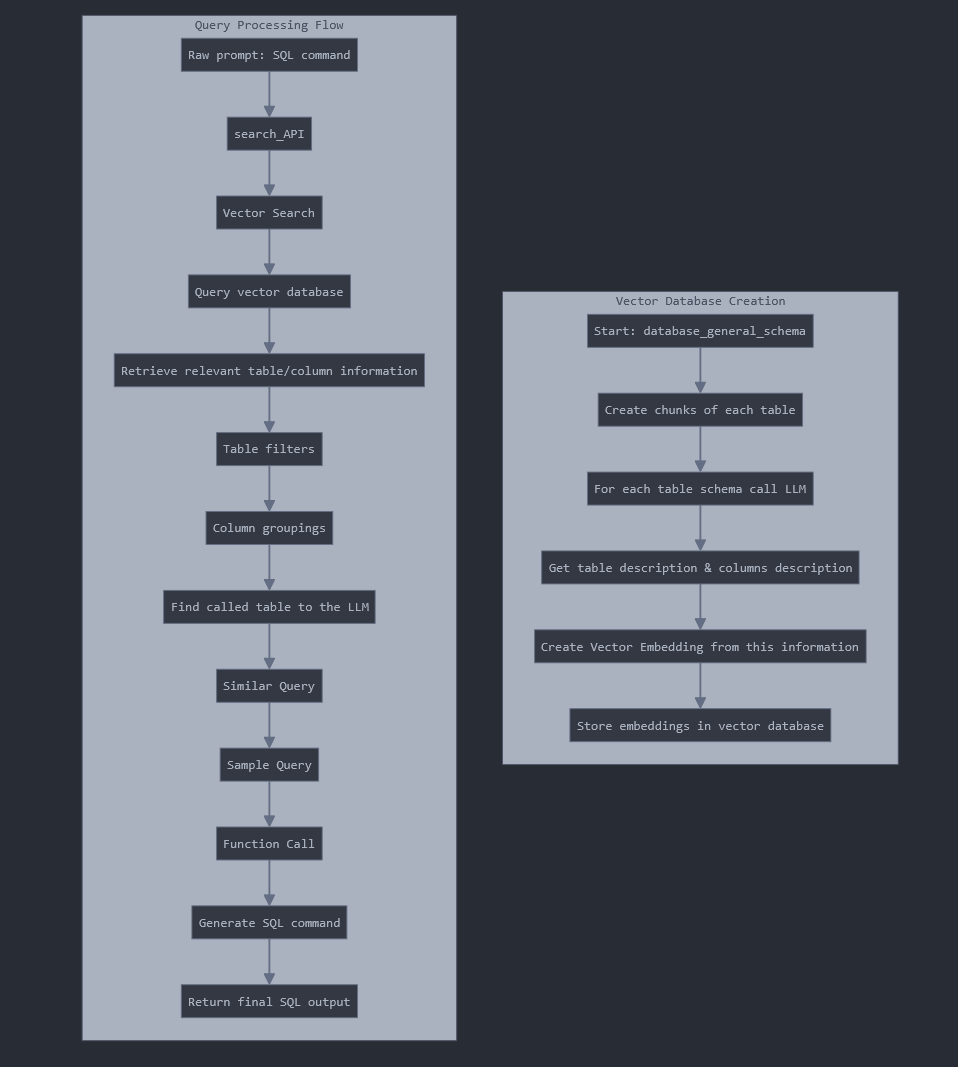 Query Processing Flow
Raw prompt: SQL command
search_API
Vector Search
Query vector database
Retrieve relevant table/column information
Table filters
Column groupings
Find called table to the LLM
Similar Query
Sample Query
Function Call
Generate SQL command
Return final SQL output
Vector Database Creation
Start: database_general_schema
Create chunks of each table
For each table schema call LLM
Get table description & columns description
Create Vector Embedding from this information
Store embeddings in vector database